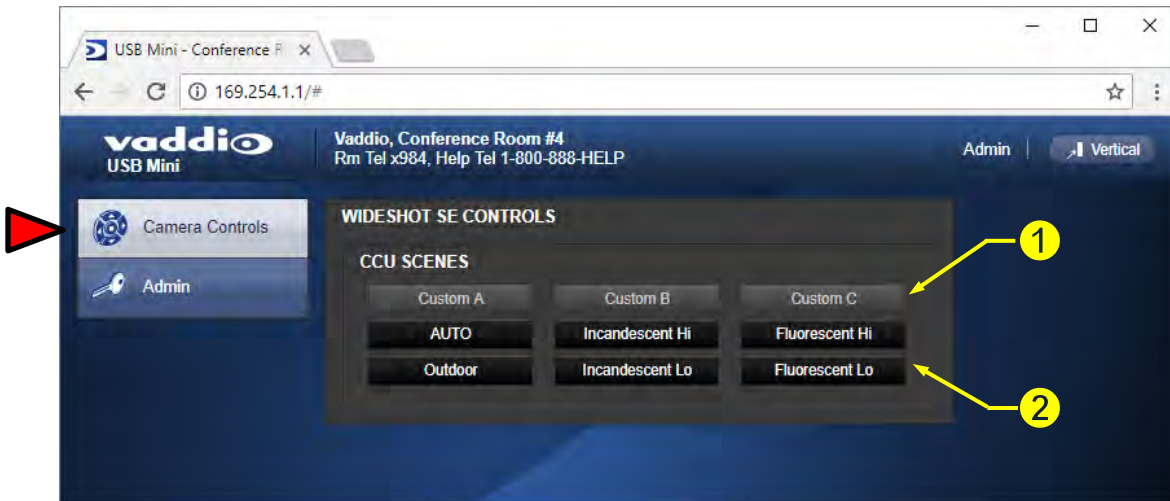 USB Mini - Conference R
169.254.1.1/#
vaddio
USB Mini
Vaddio, Conference Room #4
Rm Tel x984, Help Tel 1-800-888-HELP
Admin
Vertical
Camera Controls
Admin
WIDESHOT SE CONTROLS
CCU SCENES
Custom A
Custom B
Custom C
AUTO
Incandescent Hi
Fluorescent Hi
Outdoor
Incandescent Lo
Fluorescent Lo
1
2